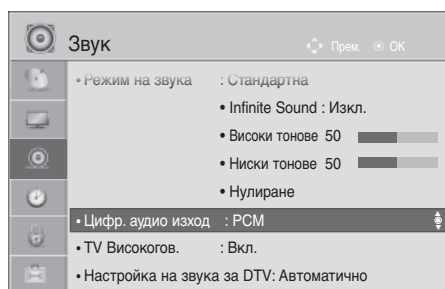 Звук
Прем. OK
• Режим на звука : Стандартна
• Infinite Sound : Изкл.
• Високи тонове 50
• Ниски тонове 50
• Нулиране
• Цифр. аудио изход : PCM
• TV Високогов. : Вкл.
• Настройка на звука за DTV: Автоматично